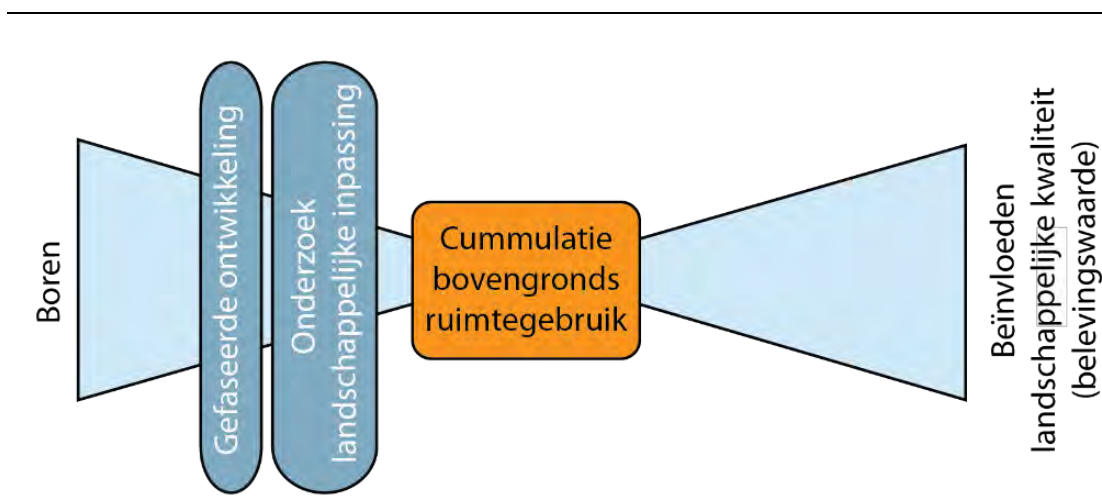 Boren
Gefaseerde ontwikkeling
Onderzoek
landschappelijke inpassing
Cummulatie
bovengronds
ruimtegebruik
Beïnvloeden
landschappelijke kwaliteit
(belevingswaarde)